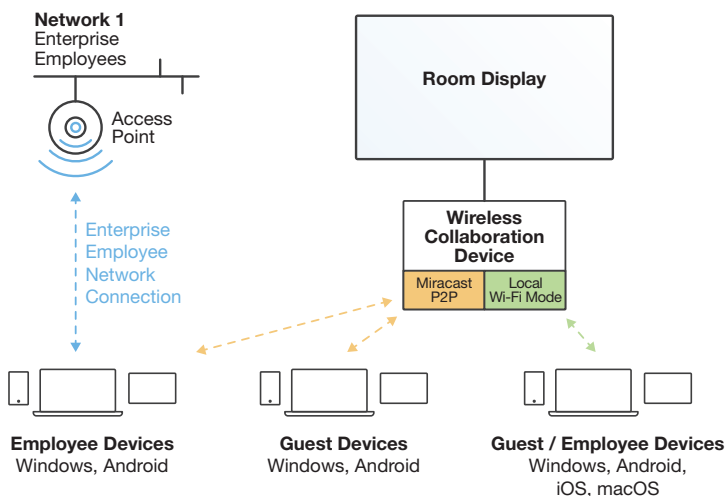 Network 1
Enterprise
Employees
Access
Point
Room Display
Wireless
Collaboration
Device
Miracast
P2P
Local
Wi-Fi Mode
Enterprise
Employee
Network
Connection
Employee Devices
Windows, Android
Guest Devices
Windows, Android
Guest / Employee Devices
Windows, Android,
iOS, macOS